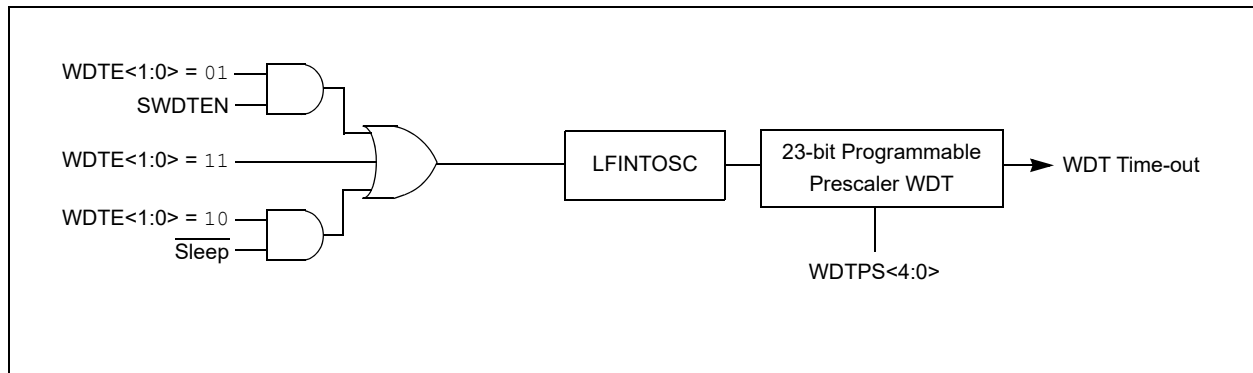 WDTE<1:0> = 01
SWDTEN
WDTE<1:0> = 11
WDTE<1:0> = 10
Sleep
LFINTOSC
23-bit Programmable
Prescaler WDT
WDT Time-out
WDTPS<4:0>